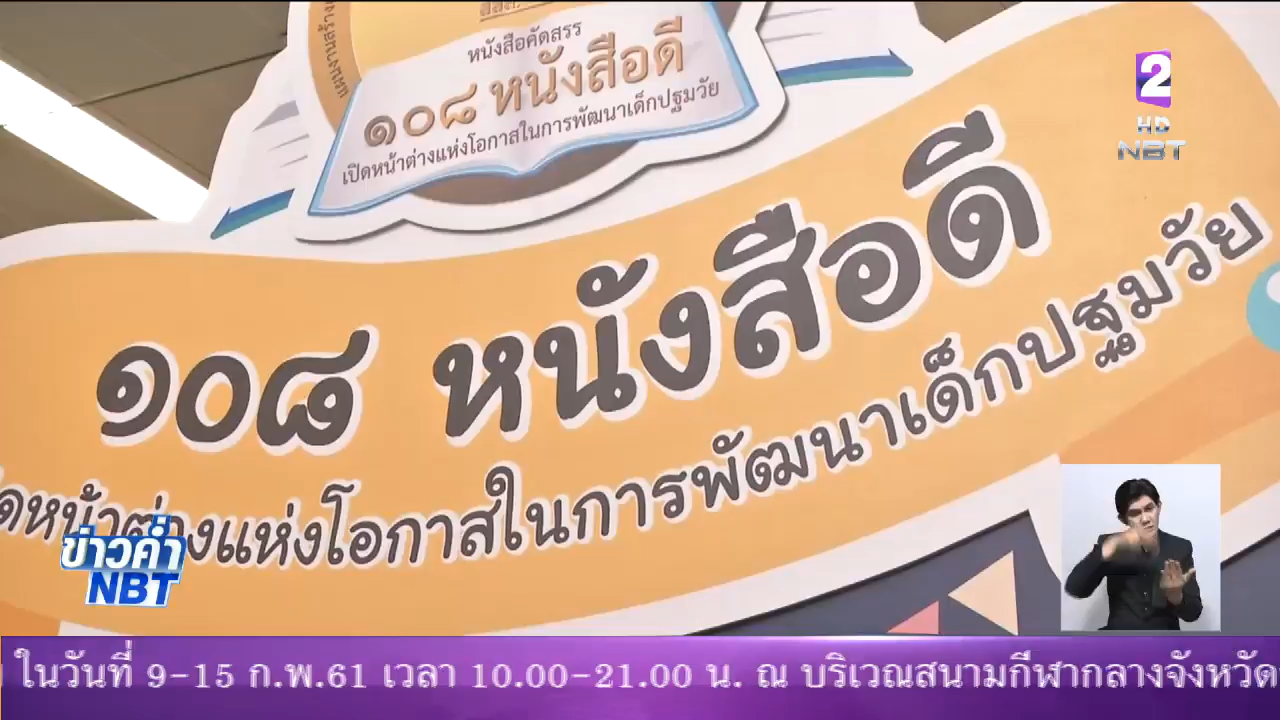 หนังสือคัดสรร
๑๐๘ หนังสือดี
เปิดหน้าต่างแห่งโอกาสในการพัฒนาเด็กปฐมวัย
2
HD
NBT
๑๐๘ หนังสือดี
ดหน้าต่างแห่งโอกาสในการพัฒนาเด็กปฐมวัย
ข่าวค่ำ
NBT
ในวันที่ 9-15 ก.พ.61 เวลา 10.00-21.00 น. ณ บริเวณสนามกีฬากลางจังหวัด